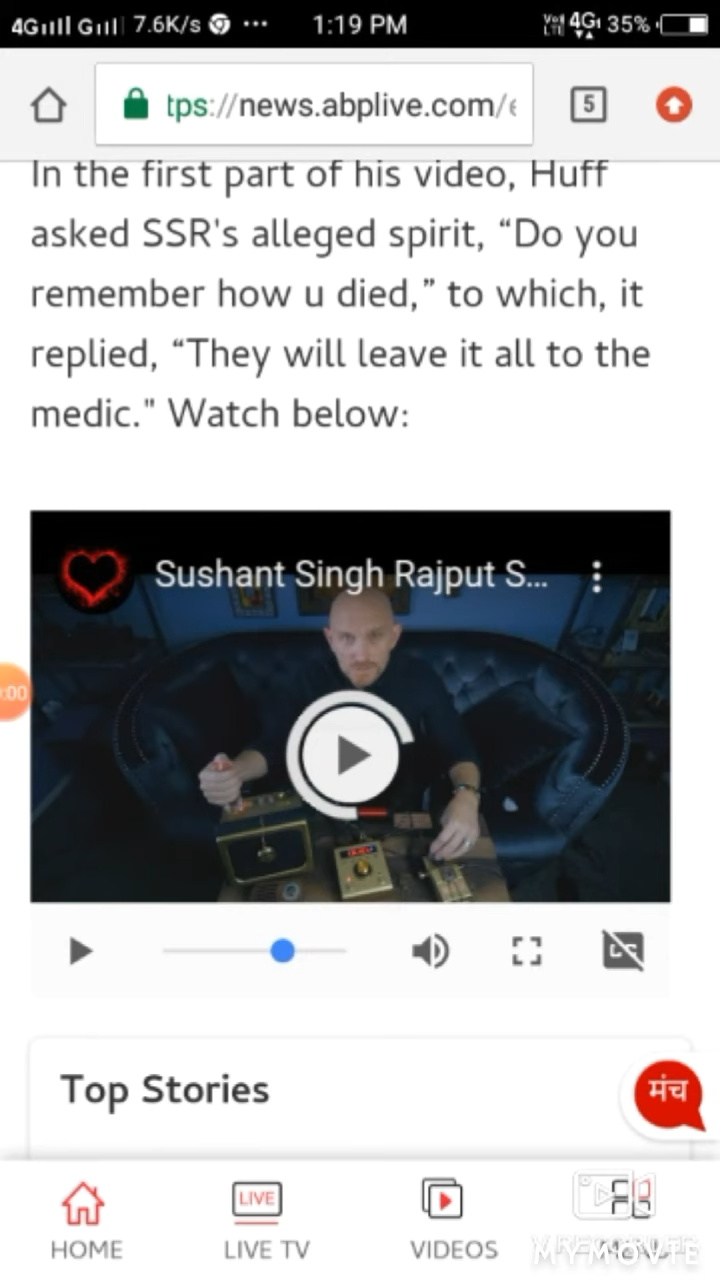 4G G 7.6K/s ... 1:19 PM 4G 35%
tps://news.abplive.com/e 5
In the first part of his video, Huff
asked SSR's alleged spirit, “Do you
remember how u died,” to which, it
replied, “They will leave it all to the
medic." Watch below:
Sushant Singh Rajput S...
:00
Top Stories
मंच
LIVE
HOME LIVE TV VIDEOS
MYMOVIE